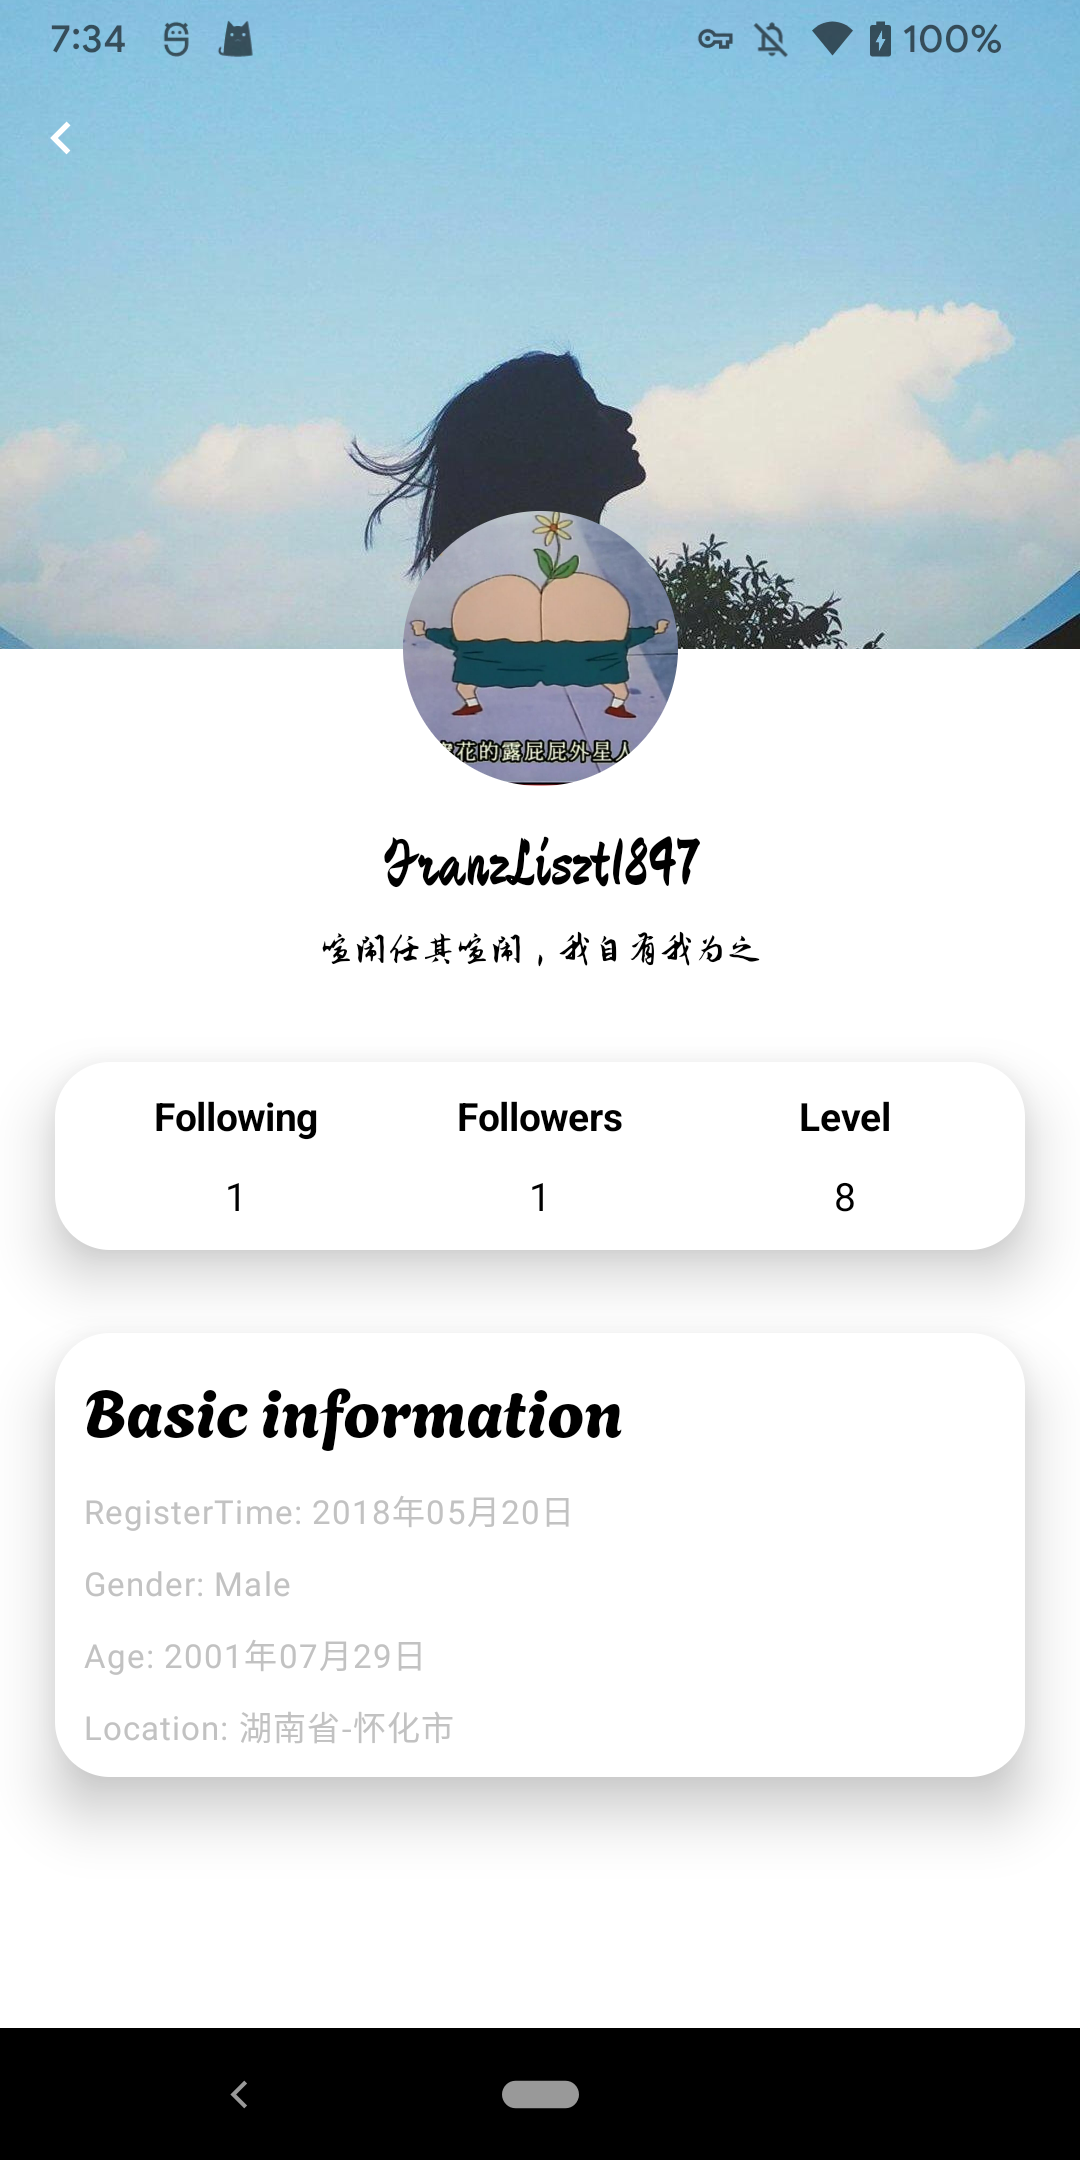 7:34 100%
花的露屁屁外星人
FranzLiszt1847
喧闹任其喧闹，我自有我为之
Following Followers Level
1 1 8
Basic information
RegisterTime: 2018年05月20日
Gender: Male
Age: 2001年07月29日
Location: 湖南省-怀化市